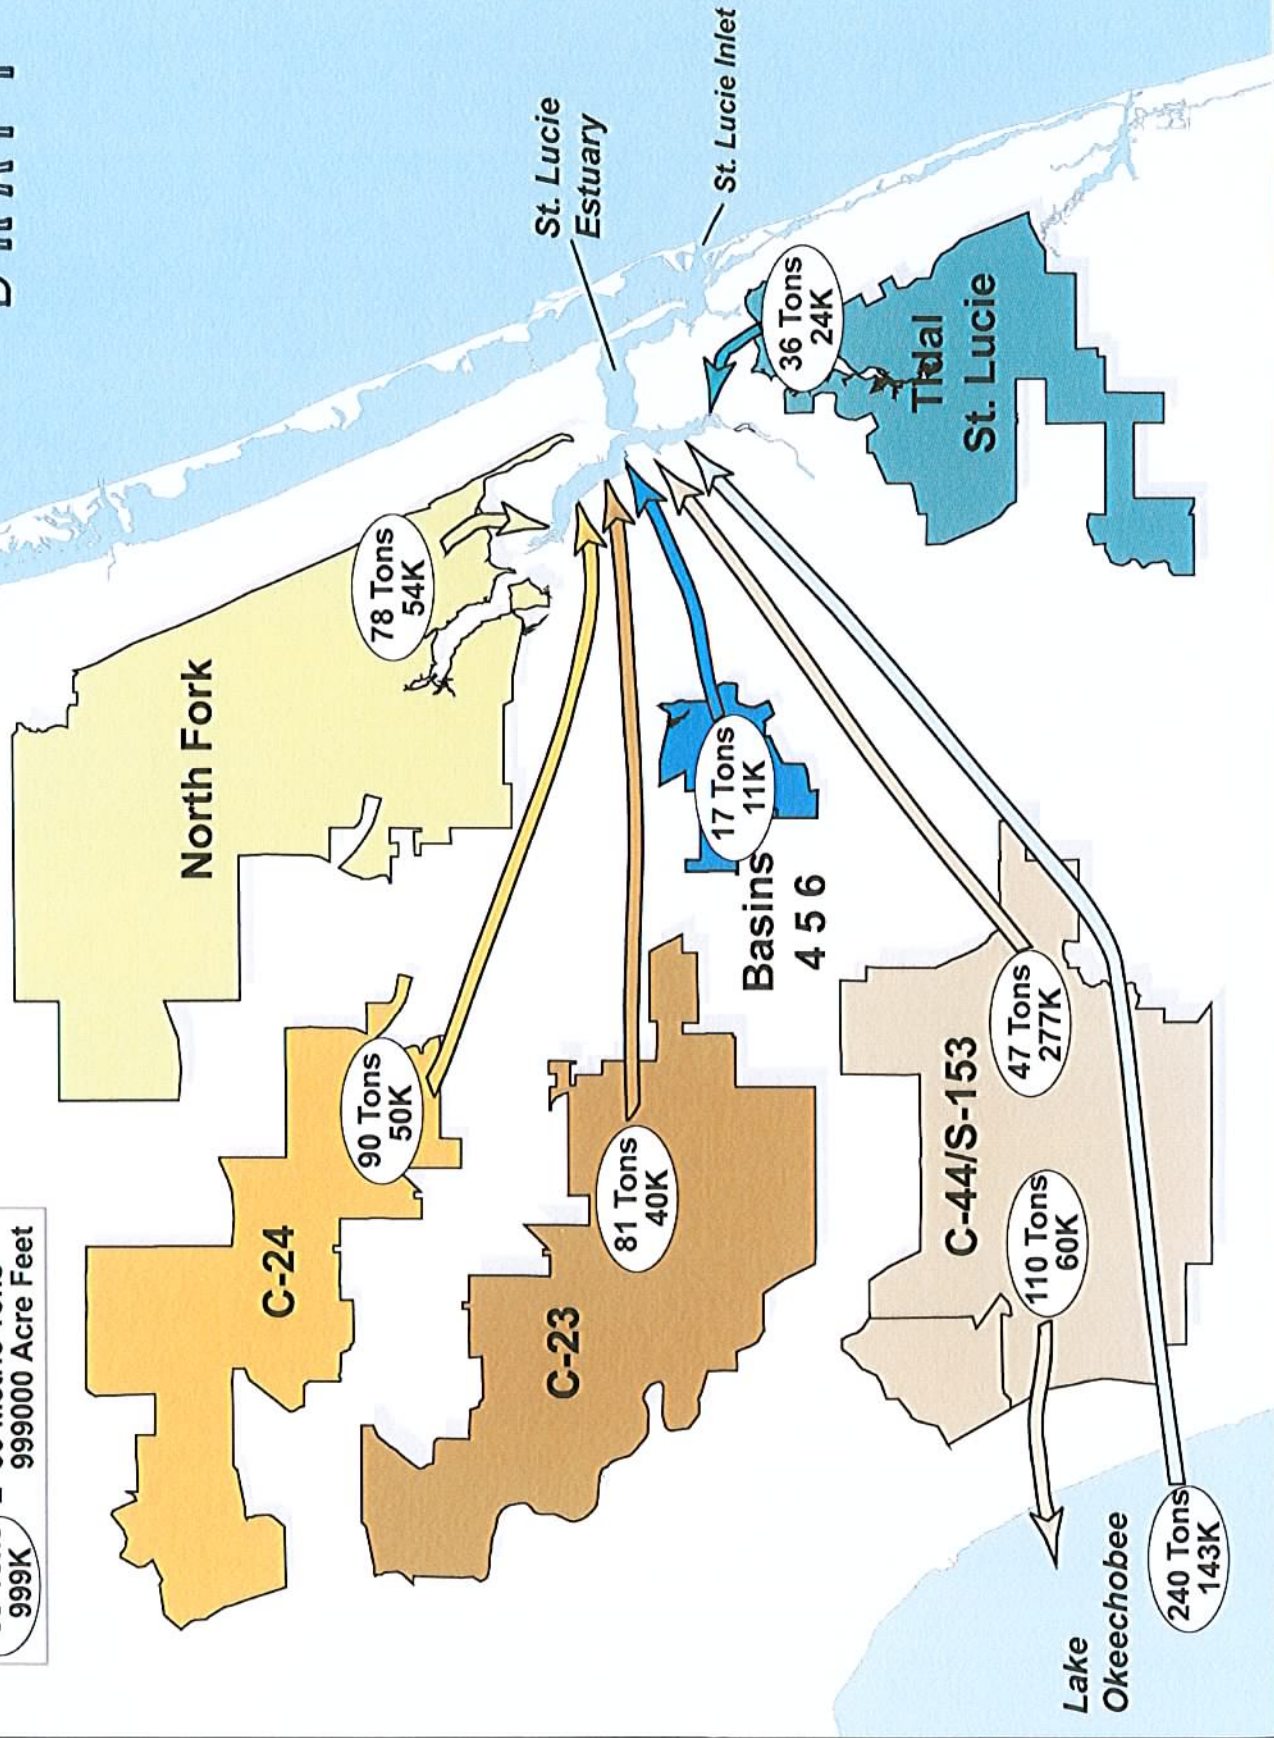 999K
999000 Acre Feet
North Fork
78 Tons
54K
St. Lucie
Estuary
St. Lucie Inlet
C-24
90 Tons
50K
C-23
81 Tons
40K
17 Tons
11K
Basins
4 5 6
36 Tons
24K
Tidal
St. Lucie
C-44/S-153
47 Tons
277K
110 Tons
60K
Lake
Okeechobee
240 Tons
143K